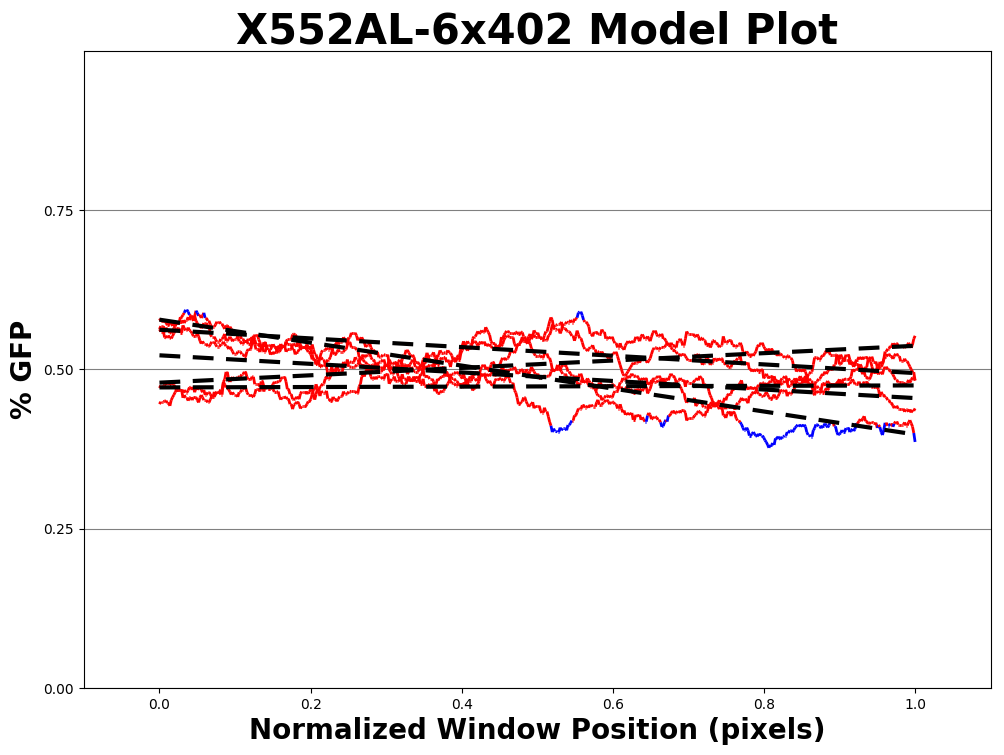 X552AL-6x402 Model Plot
% GFP
0.75
0.50
0.25
0.00
0.0 0.2 0.4 0.6 0.8 1.0
Normalized Window Position (pixels)